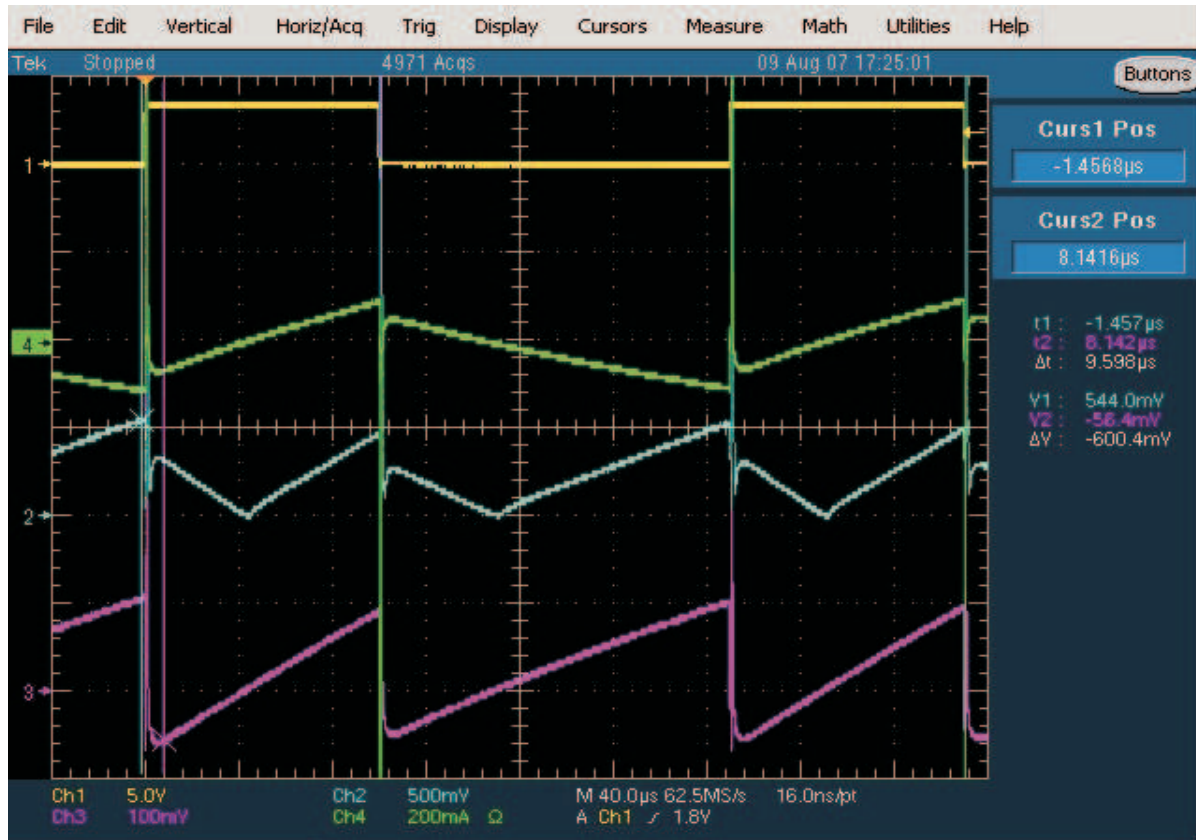 File Edit Vertical Horiz/Acq Trig Display Cursors Measure Math Utilities Help
Tek Stopped 4971 Acqs 09 Aug 07 17:25:01
Buttons
Curs1 Pos
-1.4568µs
Curs2 Pos
8.1416µs
t1 : -1.457µs
t2 : 8.142µs
Δt : 9.598µs
V1 : 544.0mV
V2 : -56.4mV
ΔV : -600.4mV
1
4
2
3
Ch1 5.0V Ch2 500mV M 40.0µs 62.5MS/s 16.0ns/pt
Ch3 100mV Ch4 200mA Ω A Ch1 ⁄ 1.8V